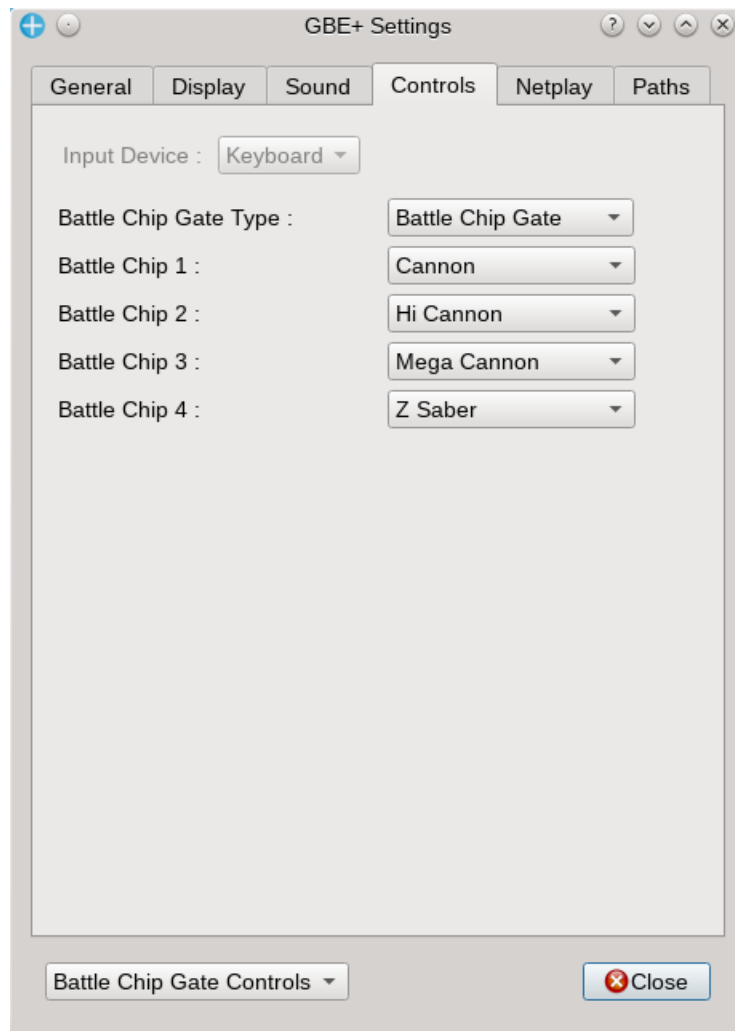 GBE+ Settings
General Display Sound Controls Netplay Paths
Input Device : Keyboard
Battle Chip Gate Type : Battle Chip Gate
Battle Chip 1 : Cannon
Battle Chip 2 : Hi Cannon
Battle Chip 3 : Mega Cannon
Battle Chip 4 : Z Saber
Battle Chip Gate Controls Close